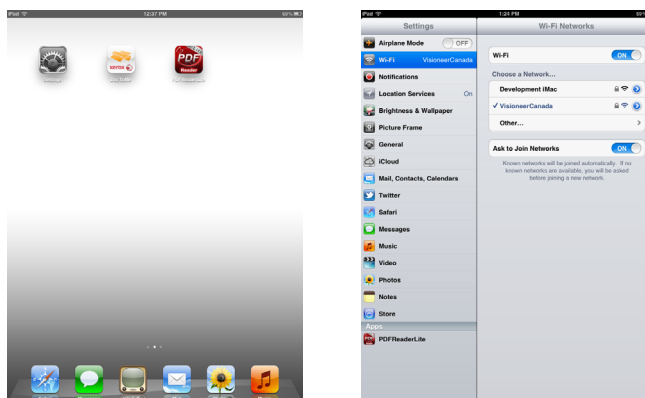 iPad
12:37 PM
Settings
xerox
PDF
Reader
iPad
1:24 PM
Settings
Wi-Fi Networks
Airplane Mode
OFF
Wi-Fi
VisioneerCanada
Notifications
Location Services
On
Brightness & Wallpaper
Picture Frame
General
iCloud
Mail, Contacts, Calendars
Twitter
Safari
Messages
Music
Video
Photos
Notes
Store
Apps
PDFReaderLite
Wi-Fi
ON
Choose a Network...
Development iMac
VisioneerCanada
Other...
Ask to Join Networks
ON
Known networks will be joined automatically. If no
known networks are available, you will be asked
before joining a new network.